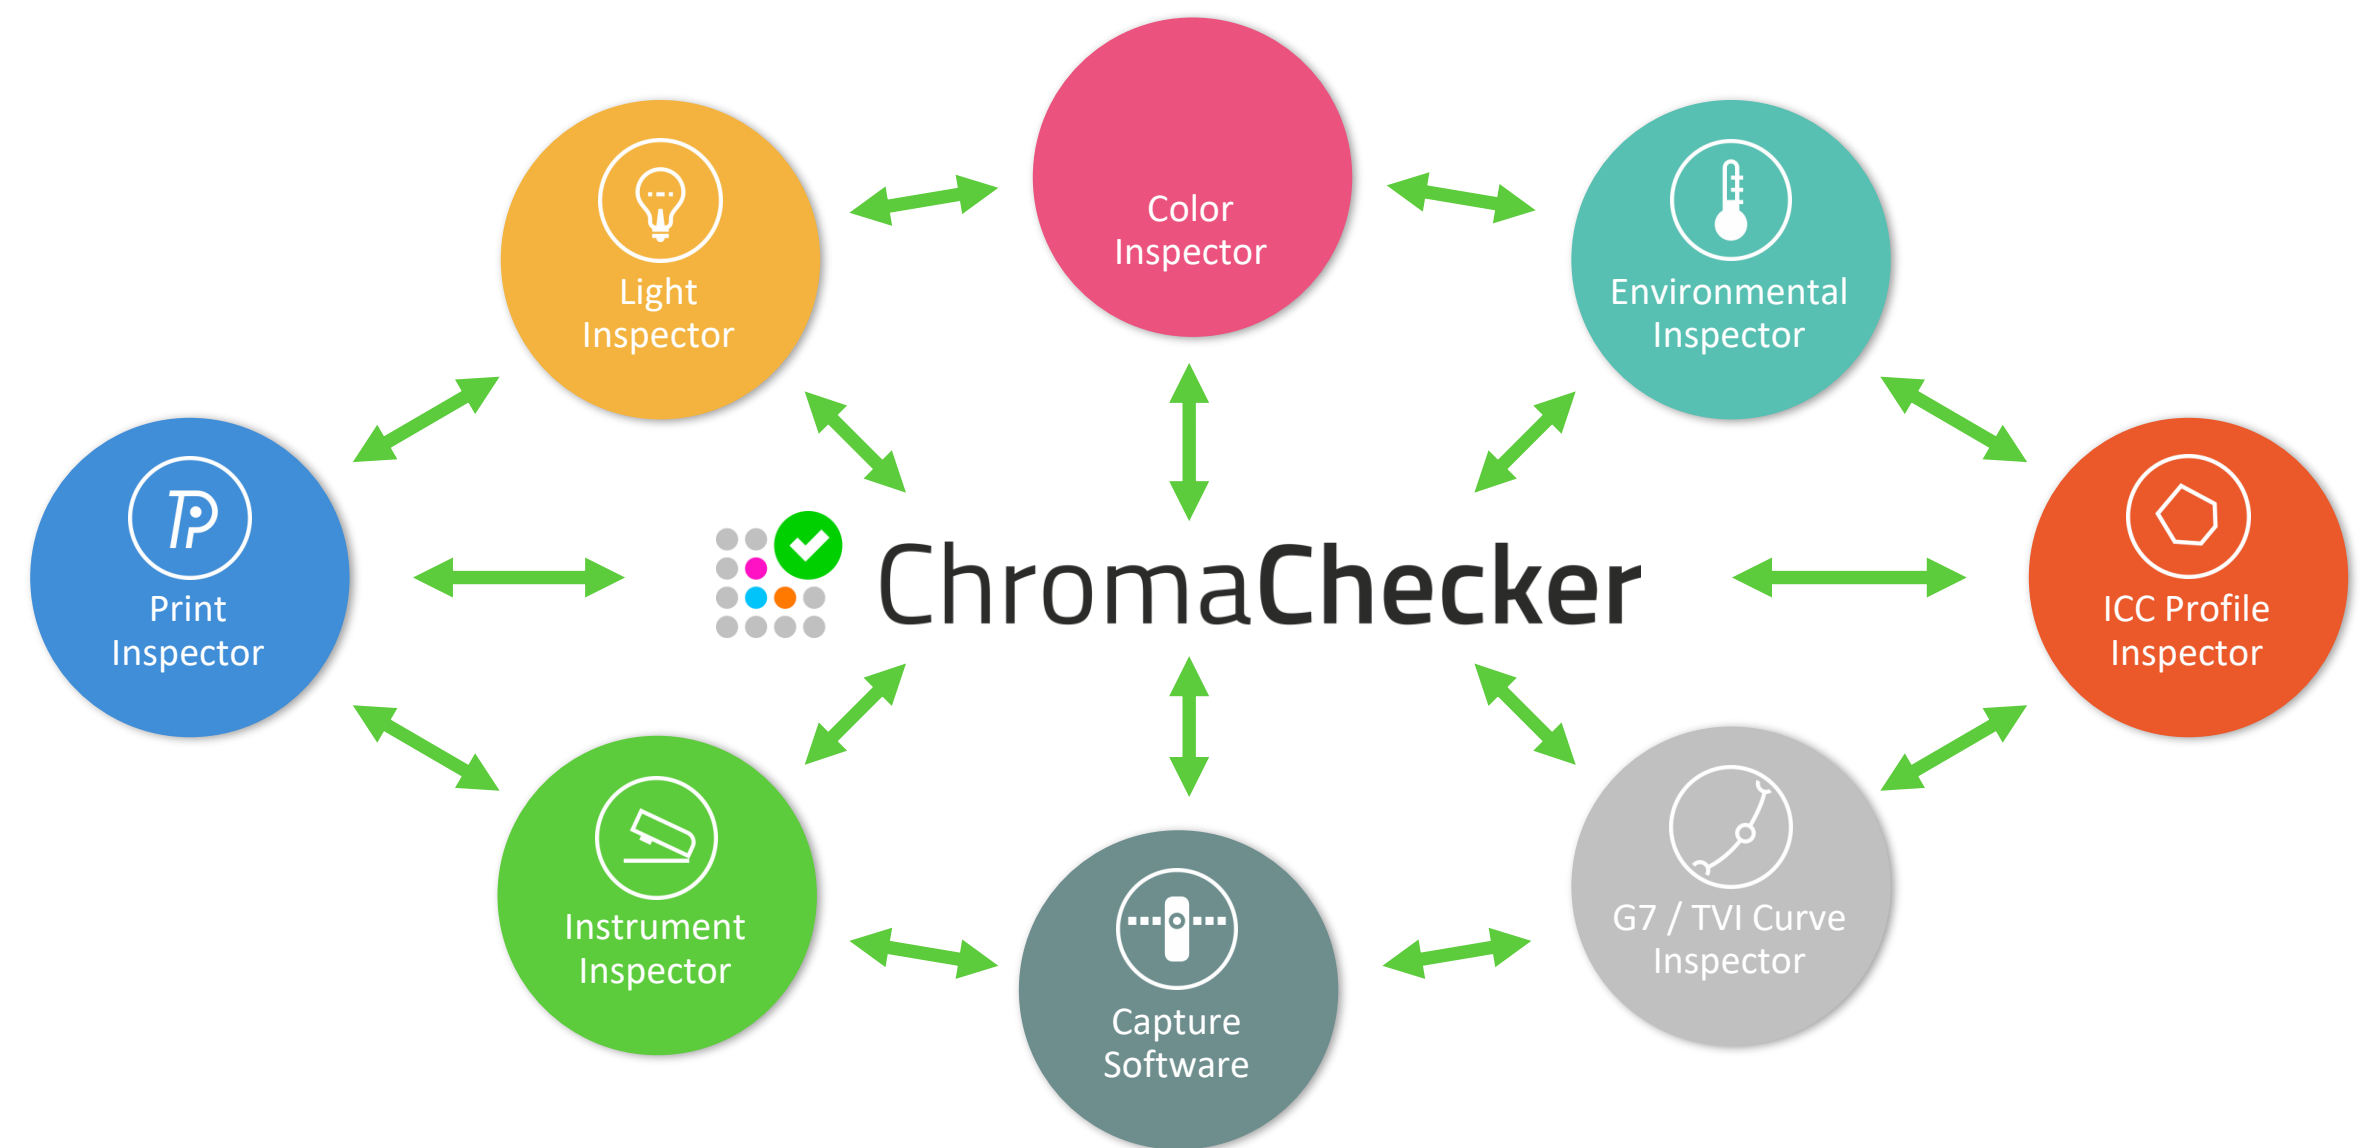 Color
Inspector
Light
Inspector
Environmental
Inspector
Print
Inspector
ChromaChecker
ICC Profile
Inspector
Instrument
Inspector
G7 / TVI Curve
Inspector
Capture
Software